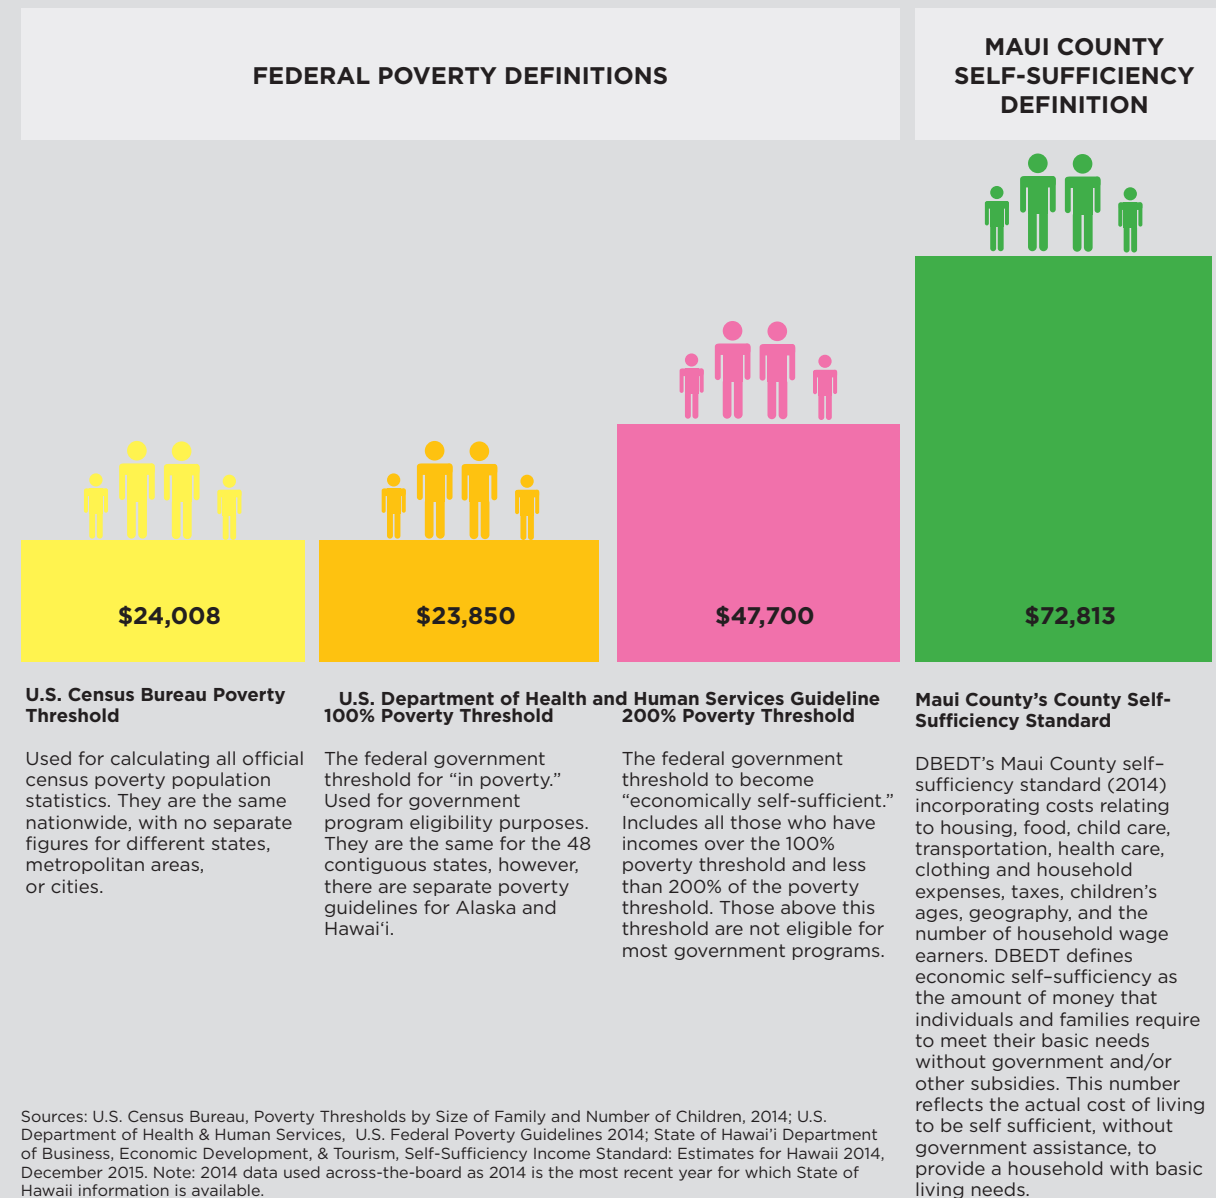 FEDERAL POVERTY DEFINITIONS
MAUI COUNTY
SELF-SUFFICIENCY
DEFINITION
$24,008
$23,850
$47,700
$72,813
U.S. Census Bureau Poverty
Threshold
Used for calculating all official
census poverty population
statistics. They are the same
nationwide, with no separate
figures for different states,
metropolitan areas,
or cities.
U.S. Department of Health and Human Services Guideline
100% Poverty Threshold
The federal government
threshold for “in poverty.”
Used for government
program eligibility purposes.
They are the same for the 48
contiguous states, however,
there are separate poverty
guidelines for Alaska and
Hawai‘i.
200% Poverty Threshold
The federal government
threshold to become
“economically self-sufficient.”
Includes all those who have
incomes over the 100%
poverty threshold and less
than 200% of the poverty
threshold. Those above this
threshold are not eligible for
most government programs.
Maui County’s County Self-
Sufficiency Standard
DBEDT’s Maui County self–
sufficiency standard (2014)
incorporating costs relating
to housing, food, child care,
transportation, health care,
clothing and household
expenses, taxes, children’s
ages, geography, and the
number of household wage
earners. DBEDT defines
economic self–sufficiency as
the amount of money that
individuals and families require
to meet their basic needs
without government and/or
other subsidies. This number
reflects the actual cost of living
to be self sufficient, without
government assistance, to
provide a household with basic
living needs.
Sources: U.S. Census Bureau, Poverty Thresholds by Size of Family and Number of Children, 2014; U.S.
Department of Health & Human Services, U.S. Federal Poverty Guidelines 2014; State of Hawai’i Department
of Business, Economic Development, & Tourism, Self-Sufficiency Income Standard: Estimates for Hawaii 2014,
December 2015. Note: 2014 data used across-the-board as 2014 is the most recent year for which State of
Hawaii information is available.